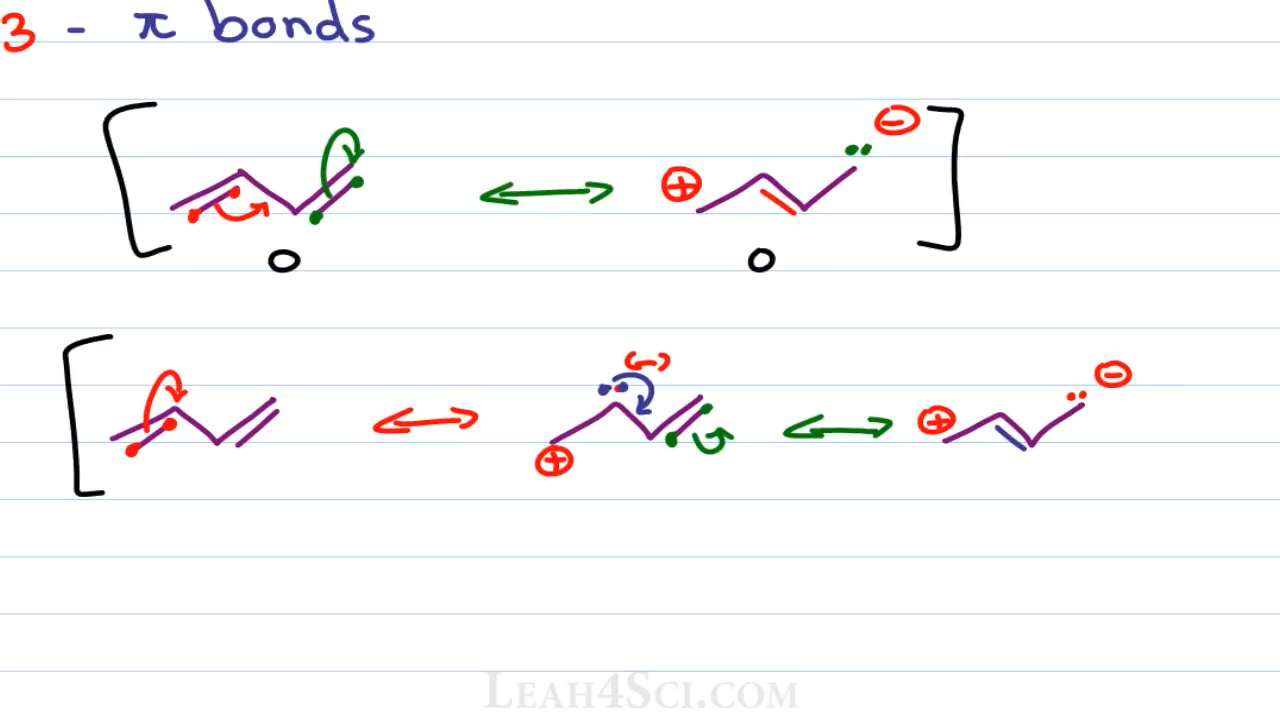 3 - π bonds
⊕ ⊖
O O
⊖
⊕ ⊕
LEAH4SCI.COM